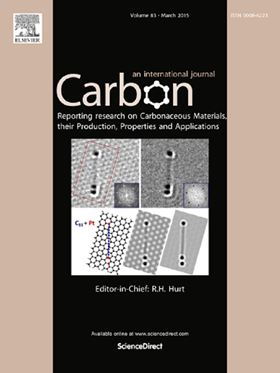 Volume 83 · March 2015
ISSN 0008-6223
ELSEVIER
an international journal
Carbon
Reporting research on Carbonaceous Materials,
their Production, Properties and Applications
+ Pt
Editor-in-Chief: R.H. Hurt
Available online at www.sciencedirect.com
ScienceDirect